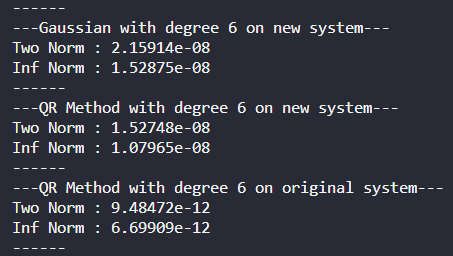 ------
---Gaussian with degree 6 on new system---
Two Norm : 2.15914e-08
Inf Norm : 1.52875e-08
------
---QR Method with degree 6 on new system---
Two Norm : 1.52748e-08
Inf Norm : 1.07965e-08
------
---QR Method with degree 6 on original system---
Two Norm : 9.48472e-12
Inf Norm : 6.69909e-12
------